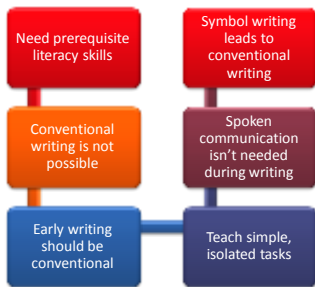 Need prerequisite
literacy skills
Conventional
writing is not
possible
Early writing
should be
conventional
Teach simple,
isolated tasks
Spoken
communication
isn't needed
during writing
Symbol writing
leads to
conventional
writing